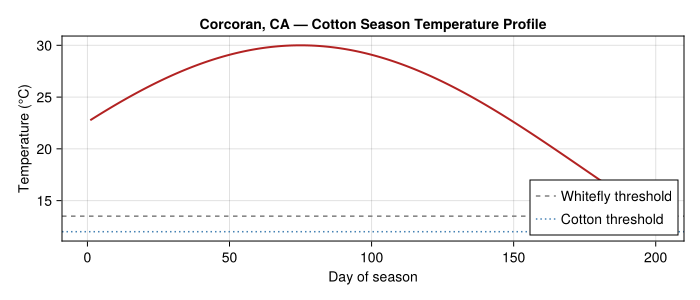 Corcoran, CA — Cotton Season Temperature Profile
Temperature (°C)
30
25
20
15
Whitefly threshold
Cotton threshold
0
50
100
150
200
Day of season